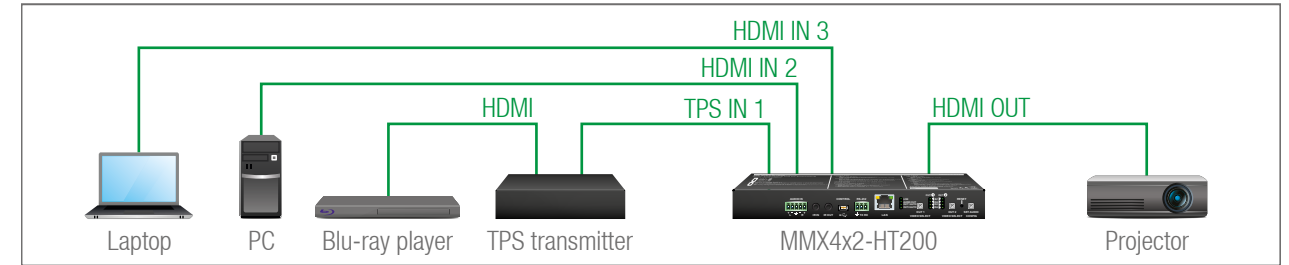 HDMI IN 3
HDMI IN 2
HDMI
TPS IN 1
HDMI OUT
Laptop
PC
Blu-ray player
TPS transmitter
MMX4x2-HT200
Projector